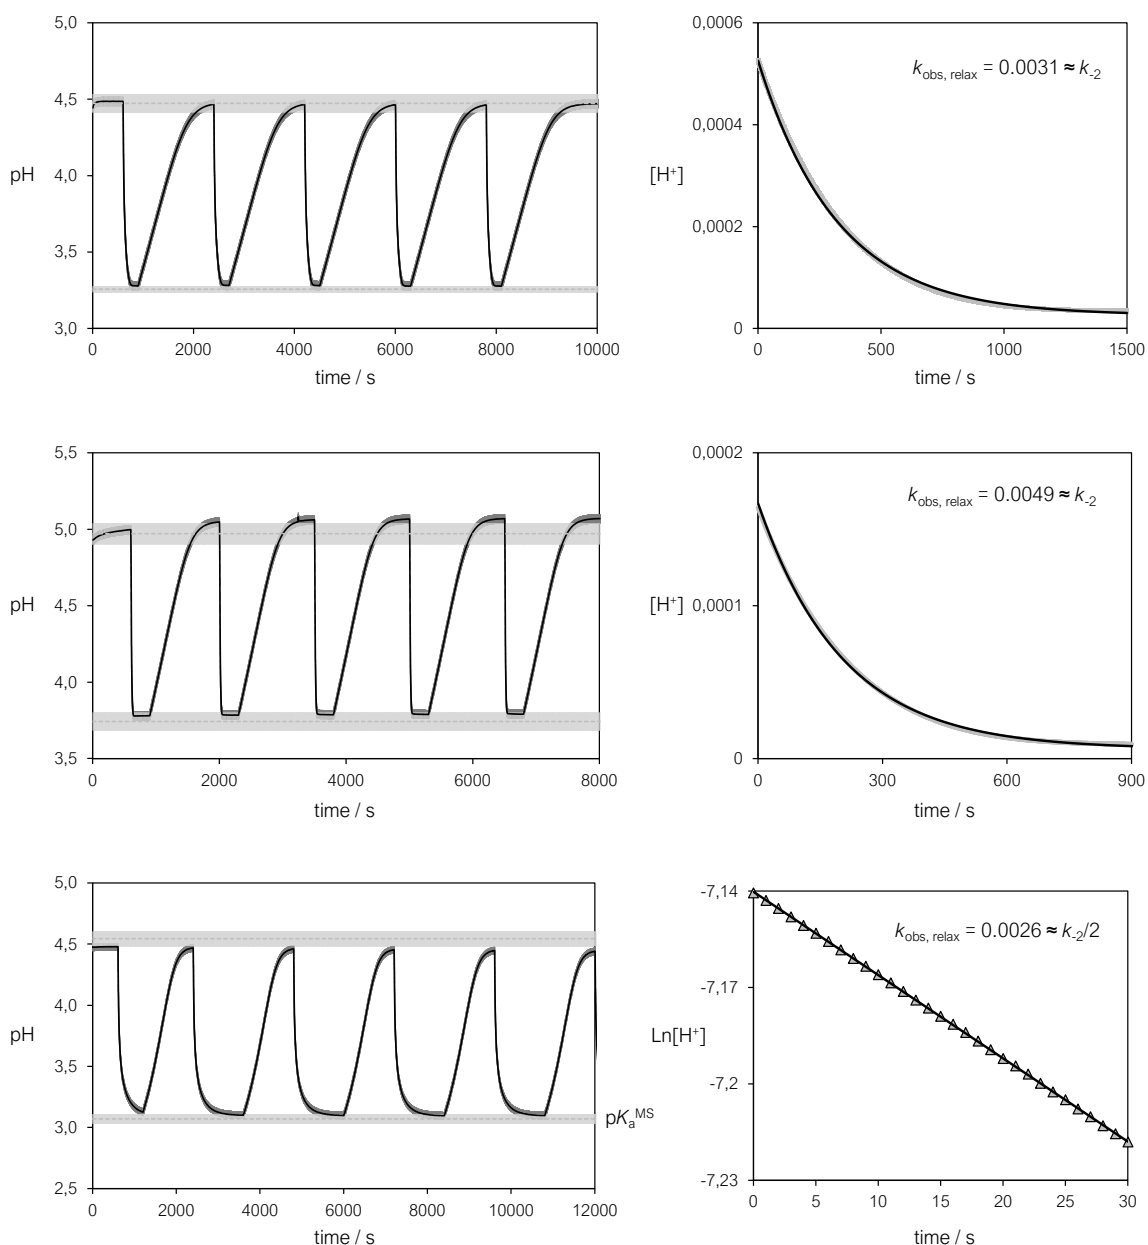 5,0
4,5
4,0
3,5
3,0
pH
0 2000 4000 6000 8000 10000
time / s
0,0006
0,0004
0,0002
0
[H⁺]
k_obs, relax = 0.0031 ≈ k_-2
0 500 1000 1500
time / s
5,5
5,0
4,5
4,0
3,5
pH
0 2000 4000 6000 8000
time / s
0,0002
0,0001
0
[H⁺]
k_obs, relax = 0.0049 ≈ k_-2
0 300 600 900
time / s
5,0
4,5
4,0
3,5
3,0
2,5
pH
pK_a^MS
0 2000 4000 6000 8000 10000 12000
time / s
-7,14
-7,17
-7,2
-7,23
Ln[H⁺]
k_obs, relax = 0.0026 ≈ k_-2/2
0 5 10 15 20 25 30
time / s